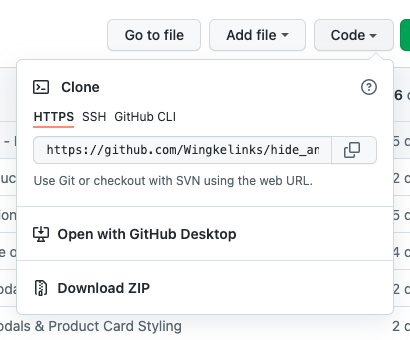 Go to file Add file Code
Clone
6
HTTPS SSH GitHub CLI
https://github.com/Wingkelinks/hide_an
Use Git or checkout with SVN using the web URL.
Open with GitHub Desktop
Download ZIP
odals & Product Card Styling